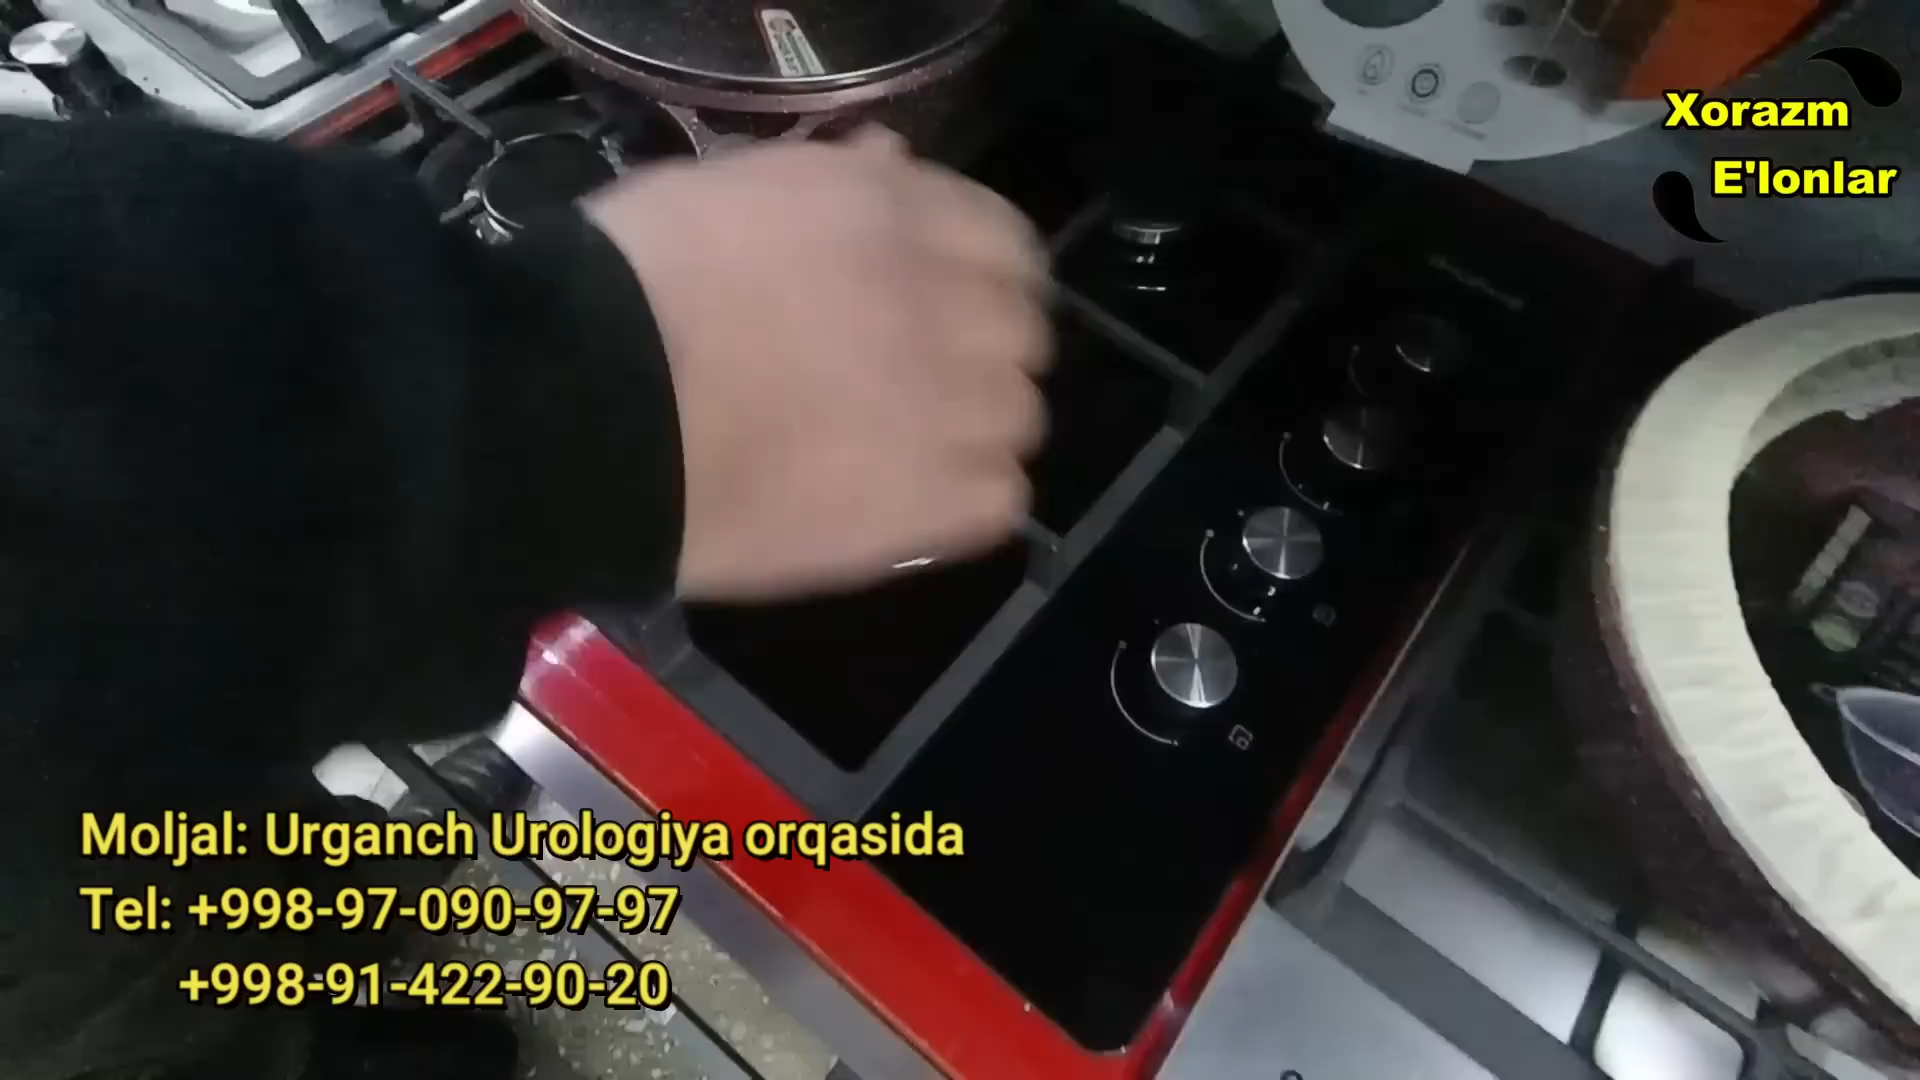 Xorazm
E'lonlar
Moljal: Urganch Urologiya orqasida
Tel: +998-97-090-97-97
+998-91-422-90-20